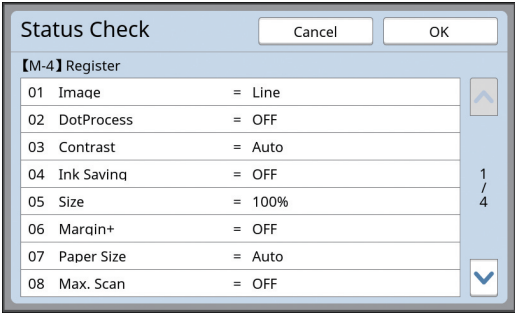 Status Check
Cancel
OK
【M-4】Register
01 Image = Line
02 DotProcess = OFF
03 Contrast = Auto
04 Ink Saving = OFF
05 Size = 100%
06 Margin+ = OFF
07 Paper Size = Auto
08 Max. Scan = OFF
1
/
4